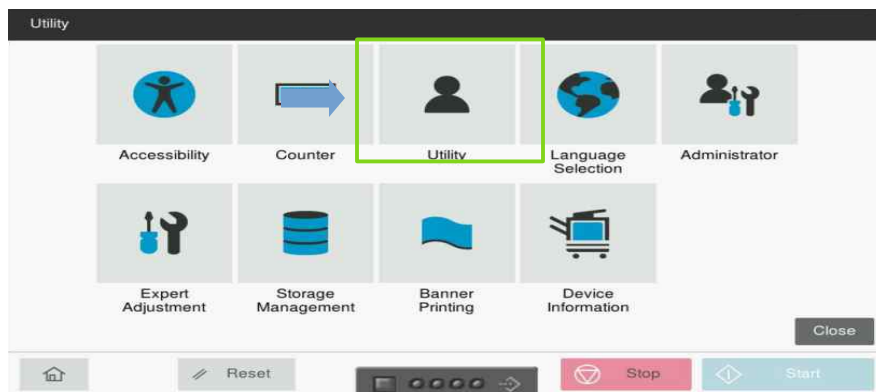 Utility
Accessibility
Counter
Utility
Language
Selection
Administrator
Expert
Adjustment
Storage
Management
Banner
Printing
Device
Information
Close
Reset
Stop
Start